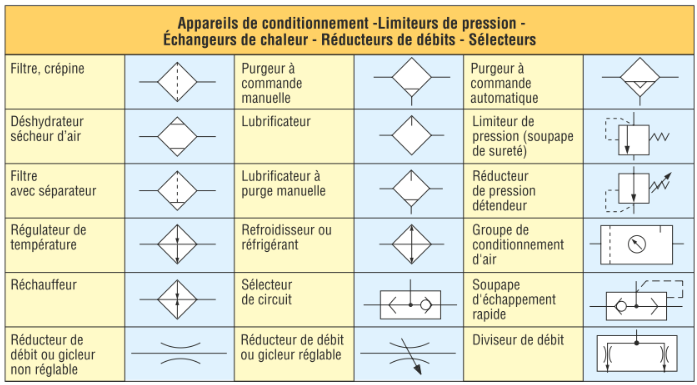 Appareils de conditionnement -Limiteurs de pression -
Échangeurs de chaleur - Réducteurs de débits - Sélecteurs
Filtre, crépine
Purgeur à
commande
manuelle
Purgeur à
commande
automatique
Déshydrateur
sécheur d'air
Lubrificateur
Limiteur de
pression (soupape
de sureté)
Filtre
avec séparateur
Lubrificateur à
purge manuelle
Réducteur
de pression
détendeur
Régulateur de
température
Refroidisseur ou
réfrigérant
Groupe de
conditionnement
d'air
Réchauffeur
Sélecteur
de circuit
Soupape
d'échappement
rapide
Réducteur de
débit ou gicleur
non réglable
Réducteur de débit
ou gicleur réglable
Diviseur de débit